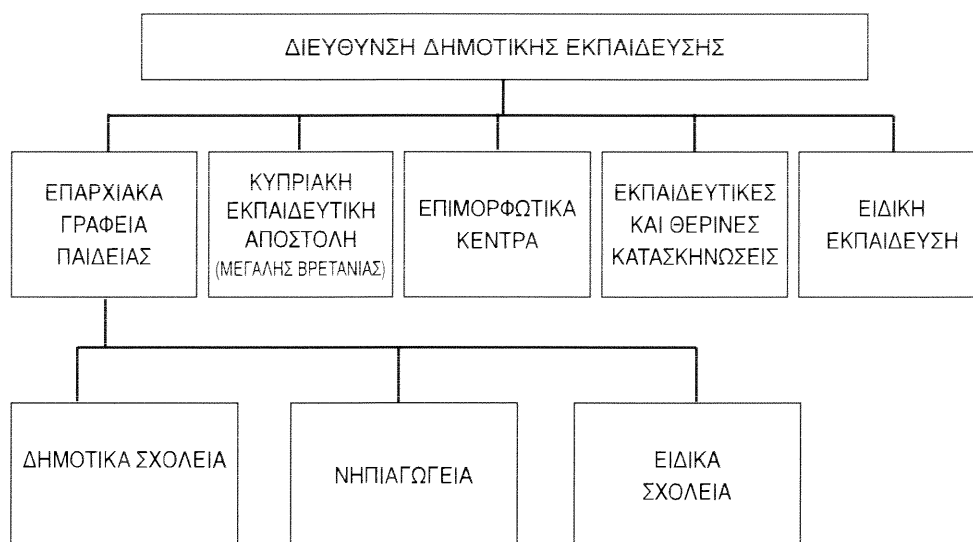 ΔΙΕΥΘΥΝΣΗ ΔΗΜΟΤΙΚΗΣ ΕΚΠΑΙΔΕΥΣΗΣ
ΕΠΑΡΧΙΑΚΑ
ΓΡΑΦΕΙΑ
ΠΑΙΔΕΙΑΣ
ΚΥΠΡΙΑΚΗ
ΕΚΠΑΙΔΕΥΤΙΚΗ
ΑΠΟΣΤΟΛΗ
(ΜΕΓΑΛΗΣ ΒΡΕΤΑΝΙΑΣ)
ΕΠΙΜΟΡΦΩΤΙΚΑ
ΚΕΝΤΡΑ
ΕΚΠΑΙΔΕΥΤΙΚΕΣ
ΚΑΙ ΘΕΡΙΝΕΣ
ΚΑΤΑΣΚΗΝΩΣΕΙΣ
ΕΙΔΙΚΗ
ΕΚΠΑΙΔΕΥΣΗ
ΔΗΜΟΤΙΚΑ ΣΧΟΛΕΙΑ
ΝΗΠΙΑΓΩΓΕΙΑ
ΕΙΔΙΚΑ
ΣΧΟΛΕΙΑ